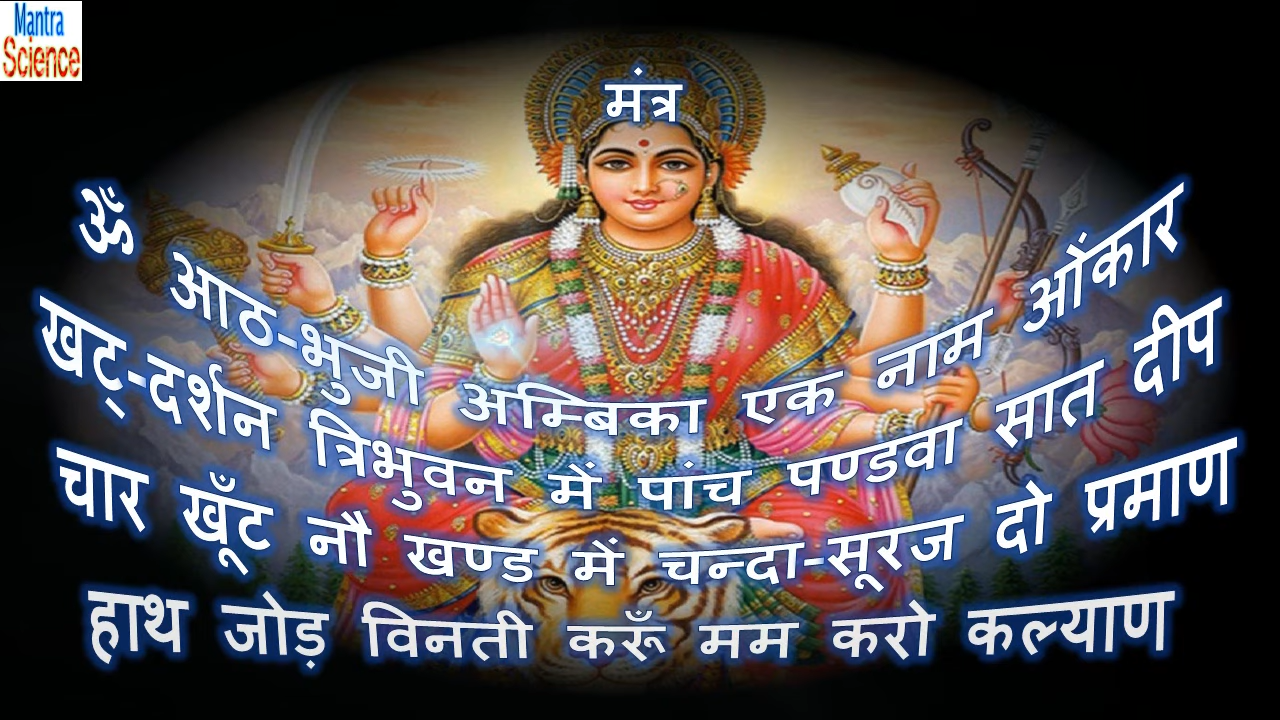 Mantra
Science
मंत्र
ॐ आठ-भुजी अम्बिका एक नाम ओंकार
खट्-दर्शन त्रिभुवन में पांच पण्डवा सात दीप
चार खूँट नौ खण्ड में चन्दा-सूरज दो प्रमाण
हाथ जोड़ विनती करूँ मम करो कल्याण